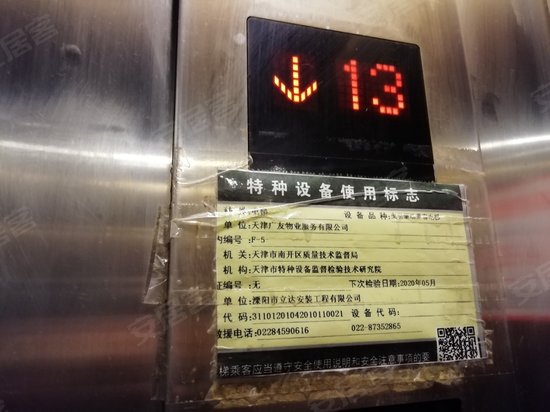 13
特种设备使用标志
设备品种:
单位:天津广友物业服务有限公司
内编号:F-5
机关:天津市南开区质量技术监督局
机构:天津市特种设备监督检验技术研究院
证编号:无 下次检验日期:2020年05月
单位:溧阳市立达安装工程有限公司
代码:31101201042010110021 设备代码:
救援电话:02284590616 022-87352865
梯乘客应当遵守安全使用说明和安全注意事项的要